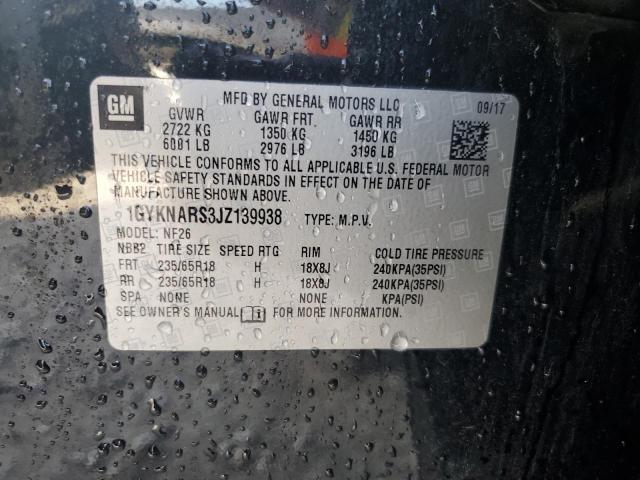 GM
MFD BY GENERAL MOTORS LLC
09/17
GVWR GAWR FRT. GAWR RR
2722 KG 1350 KG 1450 KG
6001 LB 2976 LB 3196 LB
THIS VEHICLE CONFORMS TO ALL APPLICABLE U.S. FEDERAL MOTOR
VEHICLE SAFETY STANDARDS IN EFFECT ON THE DATE OF
MANUFACTURE SHOWN ABOVE.
1GYKNARS3JZ139938 TYPE: M.P.V.
MODEL: NF26
NBB2 TIRE SIZE SPEED RTG RIM COLD TIRE PRESSURE
FRT 235/65R18 H 18X8J 240KPA(35PSI)
RR 235/65R18 H 18X8J 240KPA(35PSI)
SPA NONE NONE KPA(PSI)
SEE OWNER'S MANUAL FOR MORE INFORMATION.